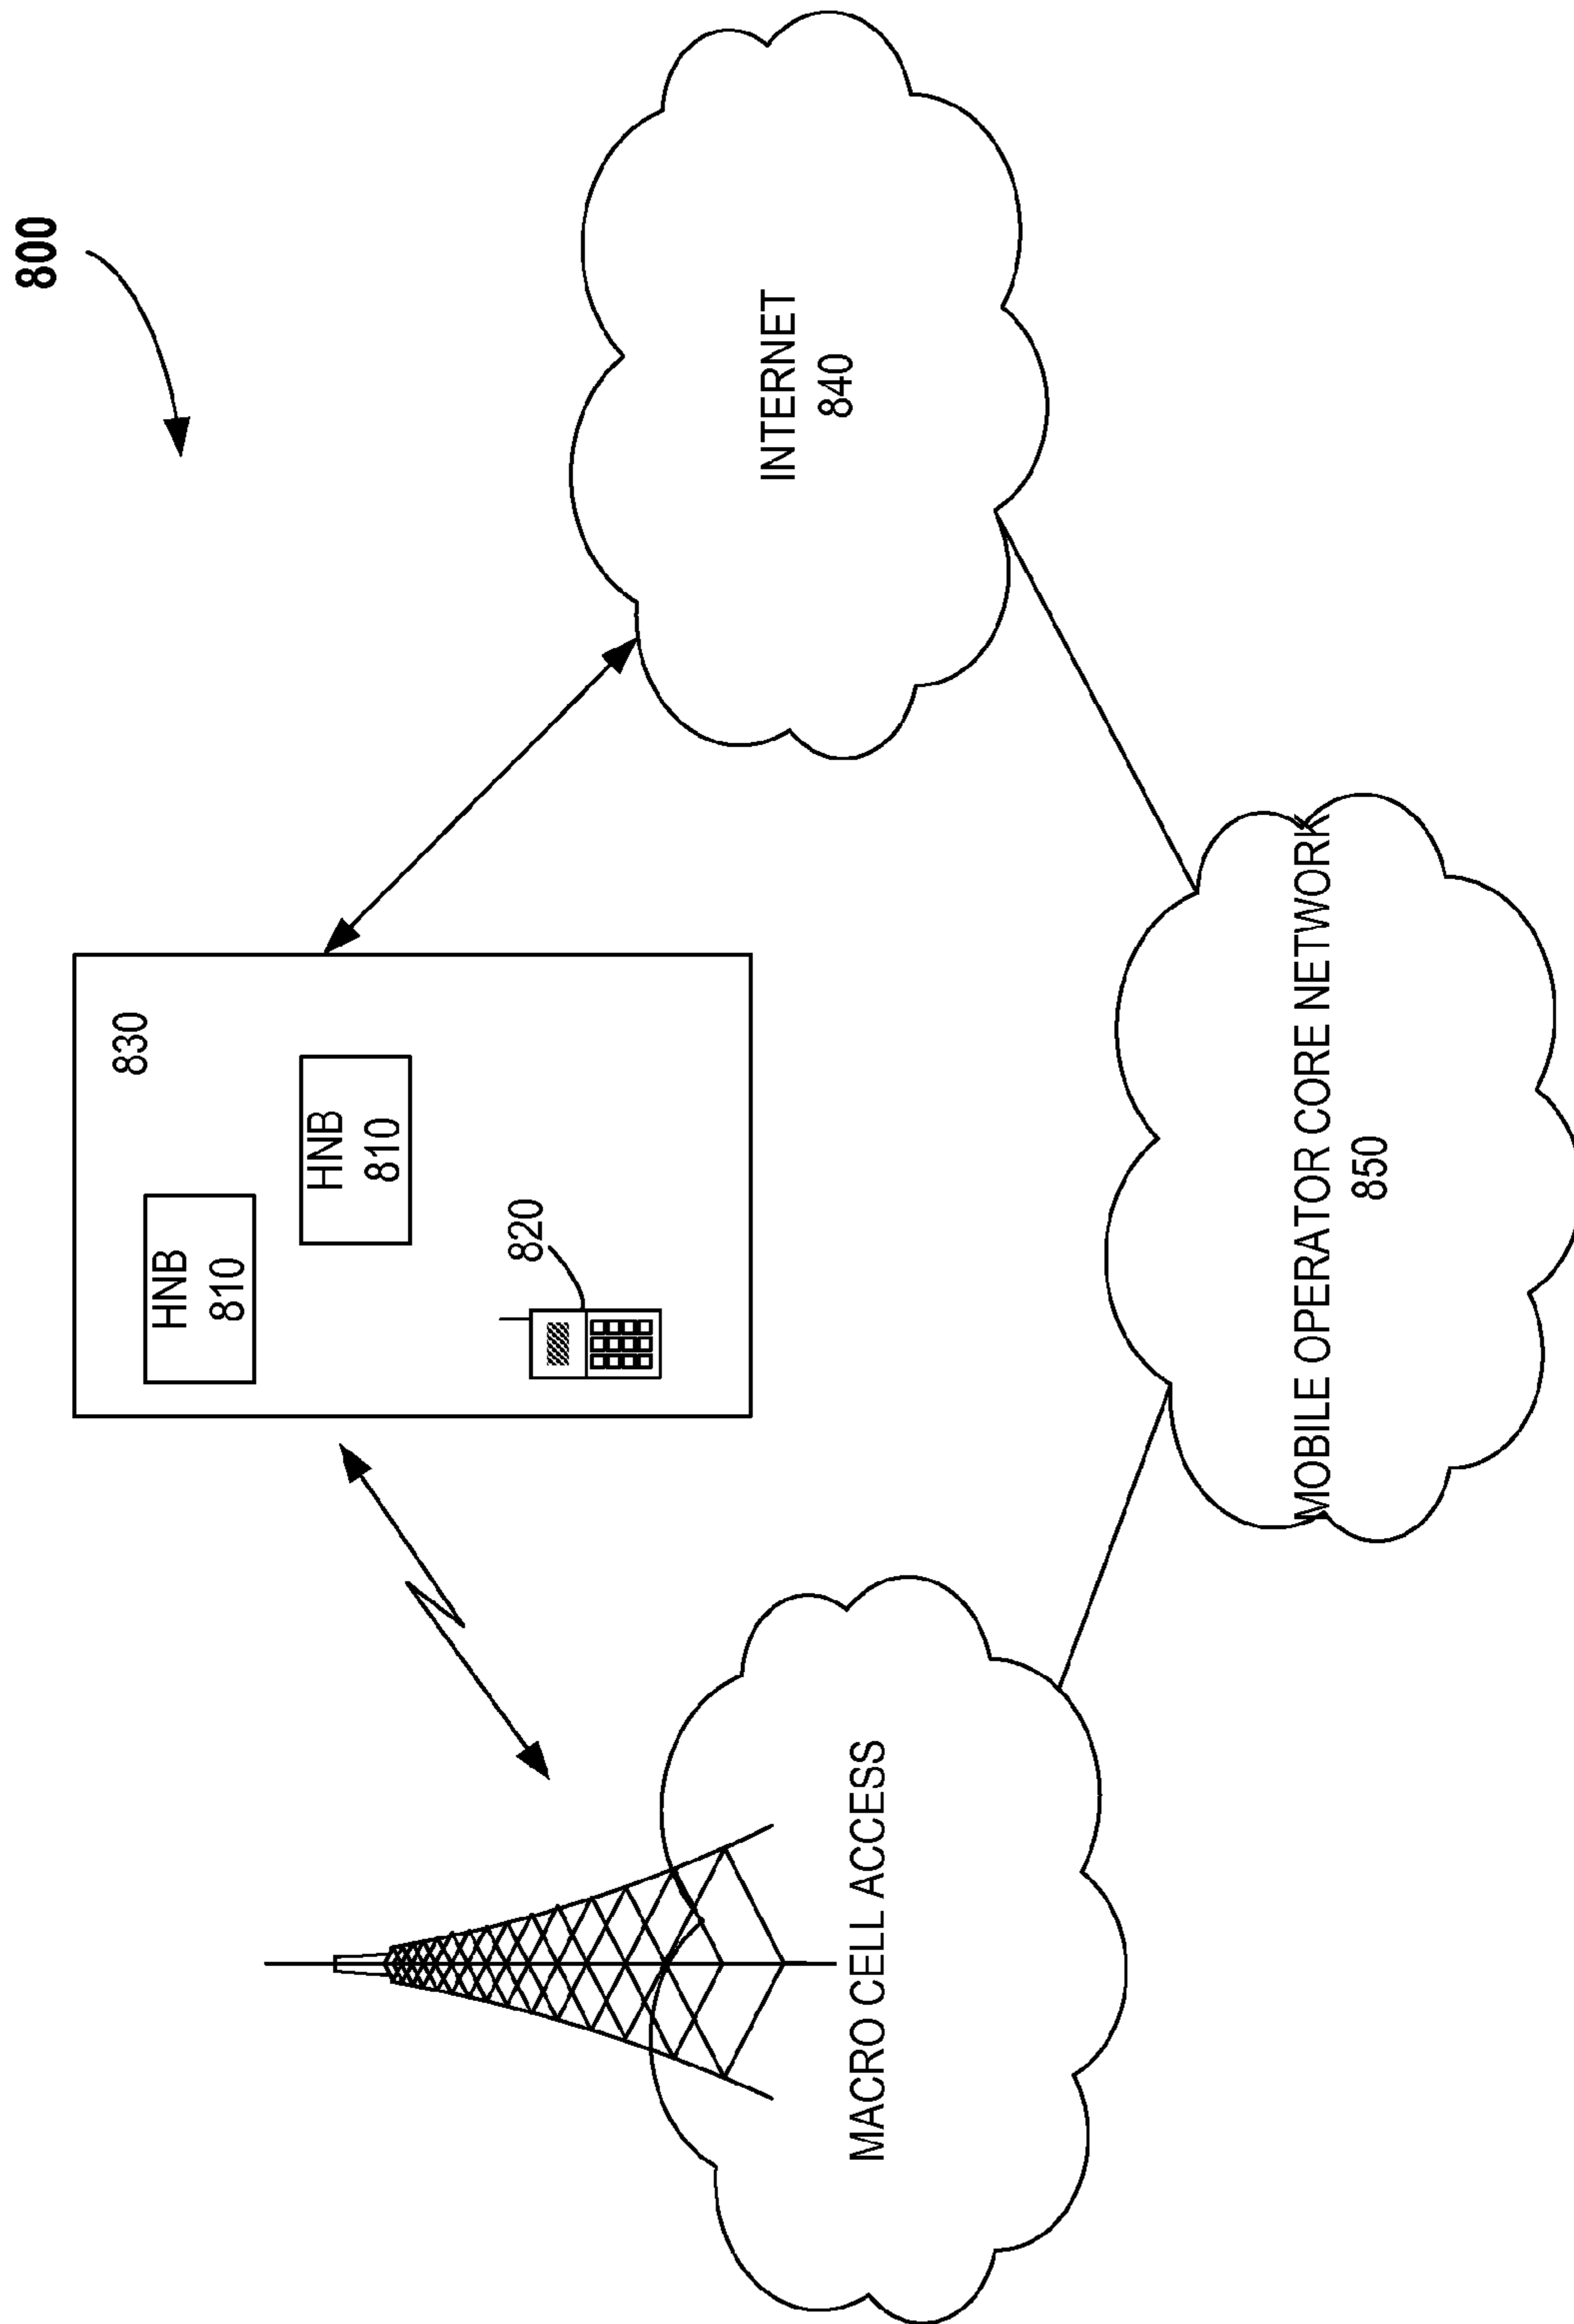 800
830
HNB
810
HNB
810
820
INTERNET
840
MACRO CELL ACCESS
MOBILE OPERATOR CORE NETWORK
850